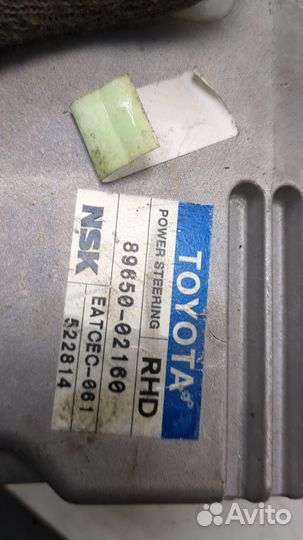 TOYOTA
POWER STEERING
RHD
89650-02160
NSK
EATCEC-061
522814
Avito